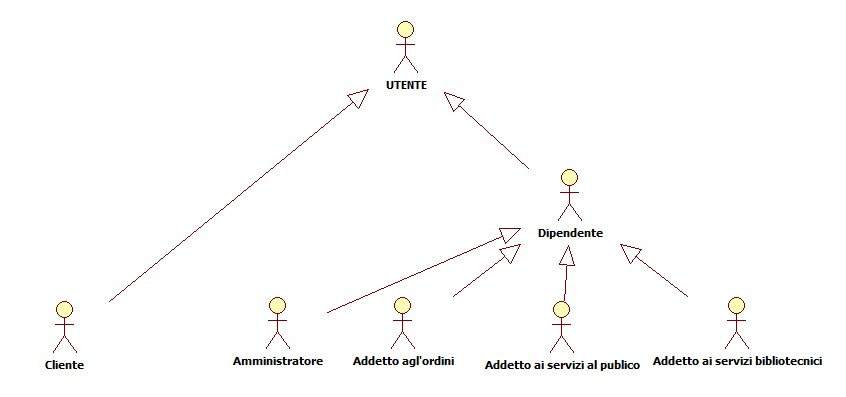 UTENTE
Dipendente
Cliente
Amministratore
Addetto agl'ordini
Addetto ai servizi al publico
Addetto ai servizi bibliotecnici